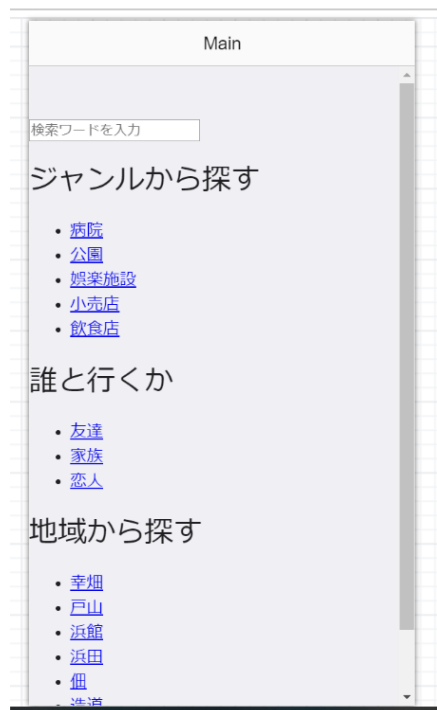 Main
検索ワードを入力
ジャンルから探す
病院
公園
娯楽施設
小売店
飲食店
誰と行くか
友達
家族
恋人
地域から探す
幸畑
戸山
浜館
浜田
佃
造道